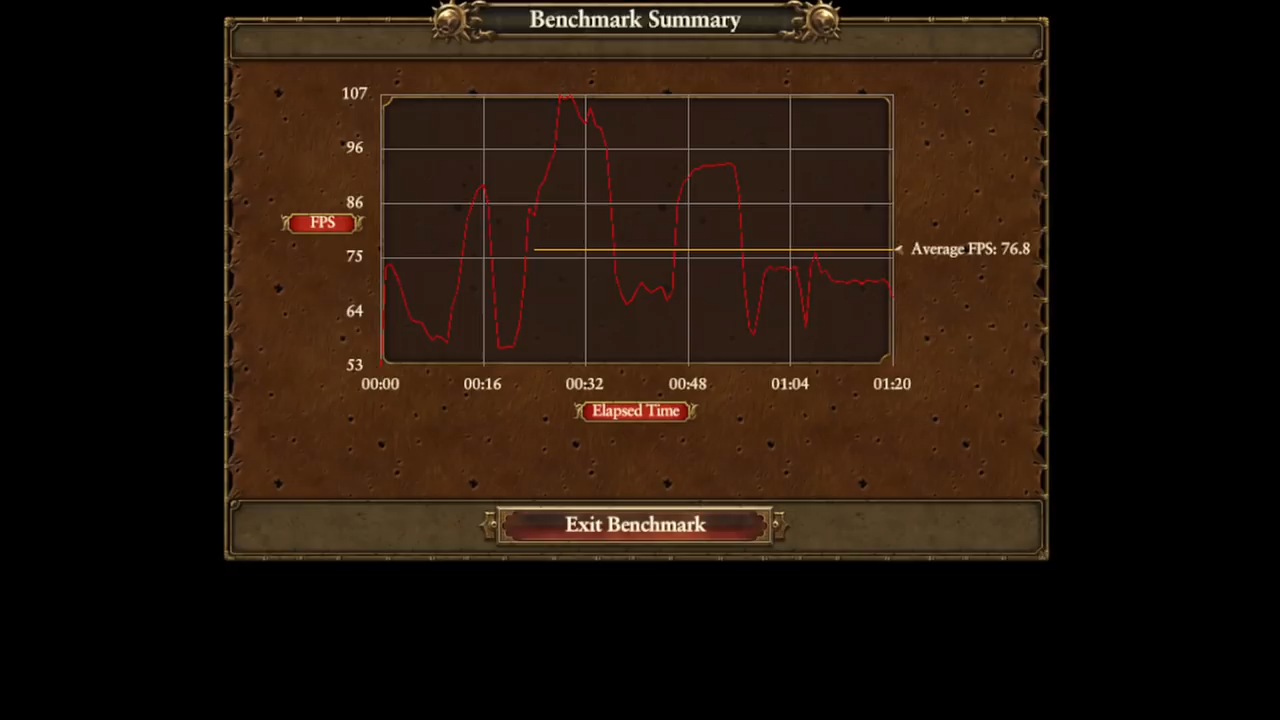 Benchmark Summary
107
96
86
FPS
75
Average FPS: 76.8
64
53
00:00 00:16 00:32 00:48 01:04 01:20
Elapsed Time
Exit Benchmark